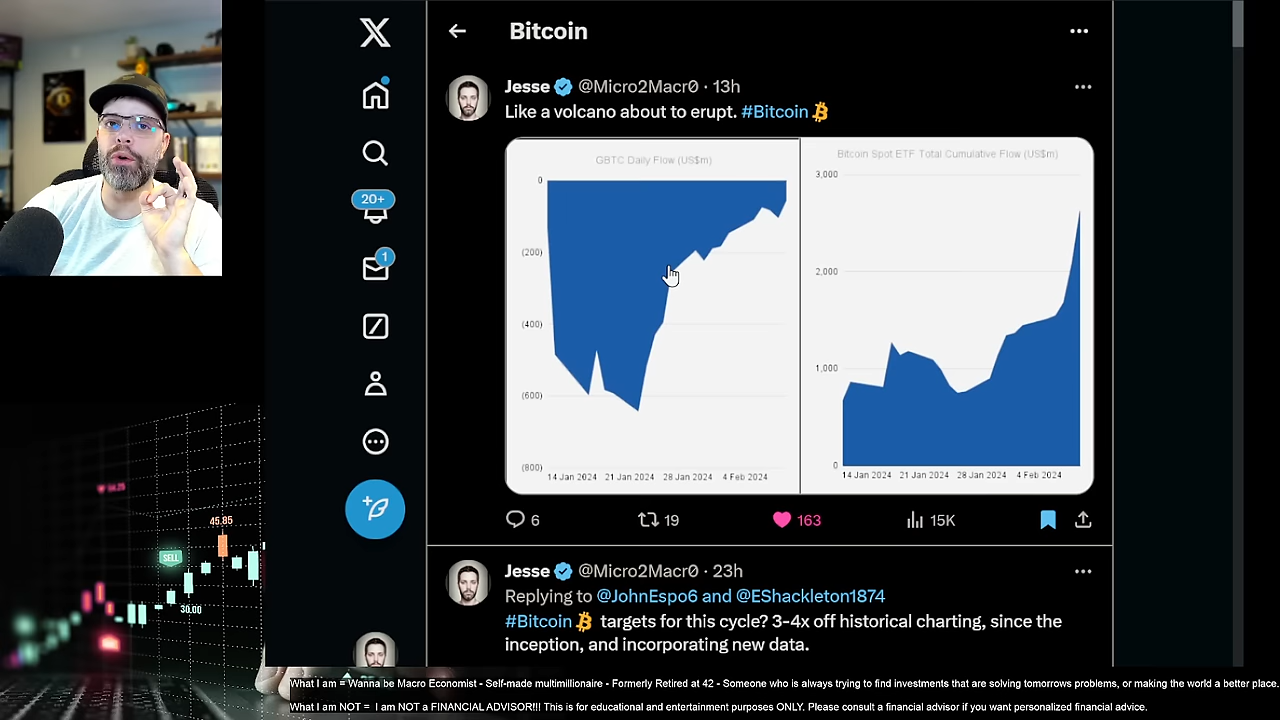 Bitcoin
Jesse @Micro2Macr0 · 13h
Like a volcano about to erupt. #Bitcoin
GBTC Daily Flow (US$m)
0
(200)
(400)
(600)
(800)
14 Jan 2024 21 Jan 2024 28 Jan 2024 4 Feb 2024
Bitcoin Spot ETF Total Cumulative Flow (US$m)
3,000
2,000
1,000
0
14 Jan 2024 21 Jan 2024 28 Jan 2024 4 Feb 2024
6 19 163 15K
20+
1
Jesse @Micro2Macr0 · 23h
Replying to @JohnEspo6 and @EShackleton1874
#Bitcoin targets for this cycle? 3-4x off historical charting, since the
inception, and incorporating new data.
45.85
SELL
30.00
What I am = Wanna be Macro Economist - Self-made multimillionaire - Formerly Retired at 42 - Someone who is always trying to find investments that are solving tomorrows problems, or making the world a better place.
What I am NOT = I am NOT a FINANCIAL ADVISOR!!! This is for educational and entertainment purposes ONLY. Please consult a financial advisor if you want personalized financial advice.